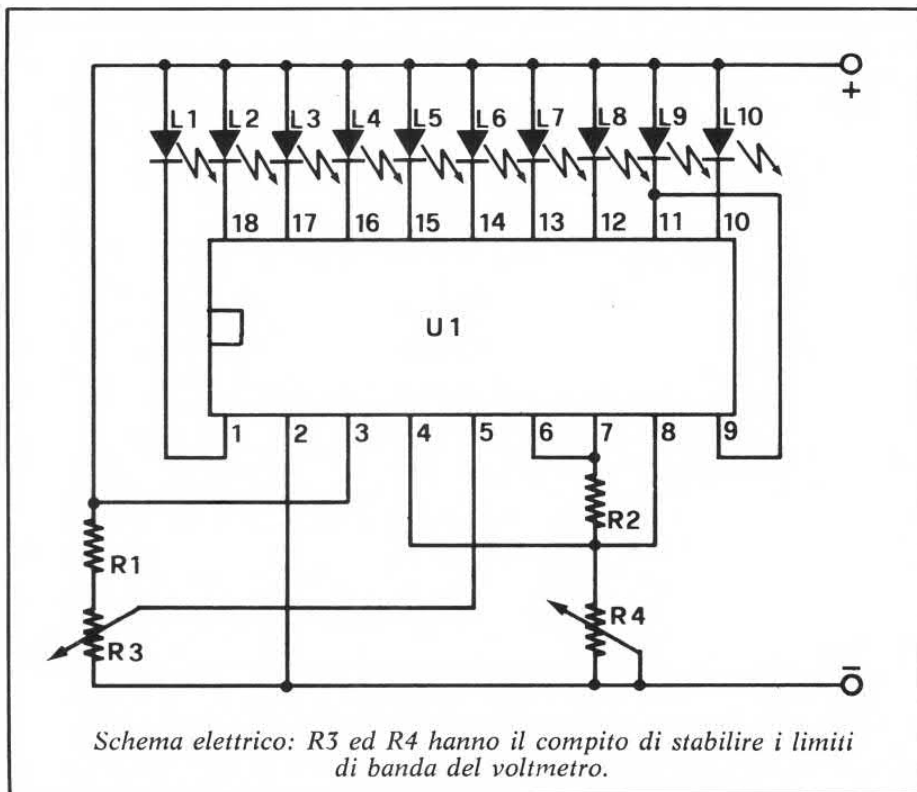 +
L1 L2 L3 L4 L5 L6 L7 L8 L9 L10
18 17 16 15 14 13 12 11 10
U1
1 2 3 4 5 6 7 8 9
R2
R1
R4
R3
−
Schema elettrico: R3 ed R4 hanno il compito di stabilire i limiti
di banda del voltmetro.